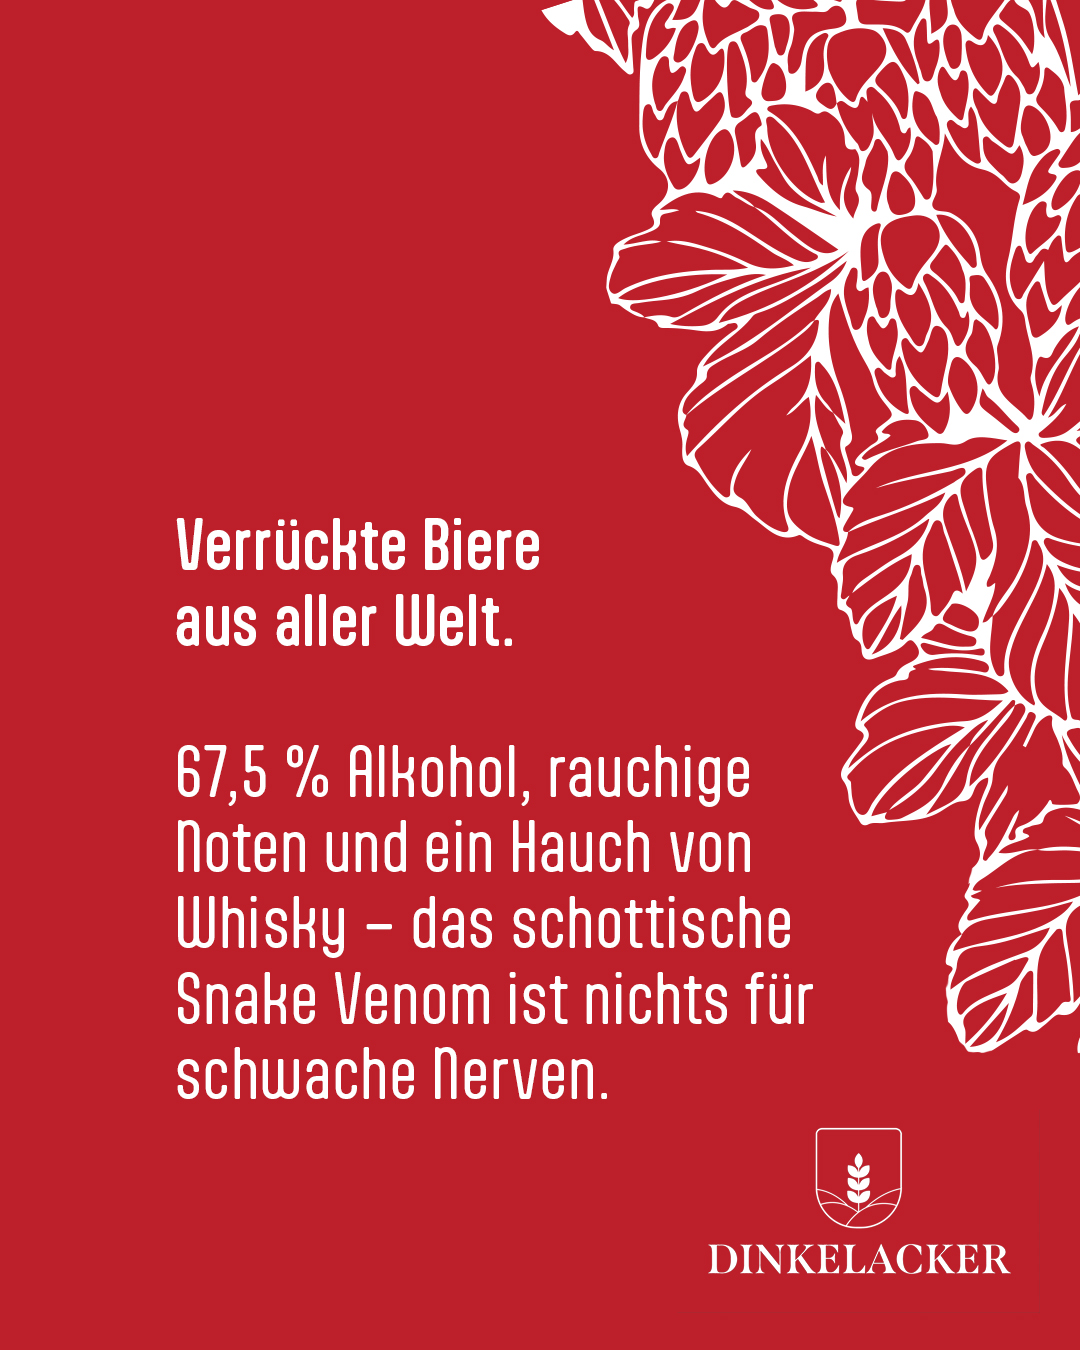 Verrückte Biere
aus aller Welt.
67,5 % Alkohol, rauchige
Noten und ein Hauch von
Whisky – das schottische
Snake Venom ist nichts für
schwache Nerven.
DINKELACKER